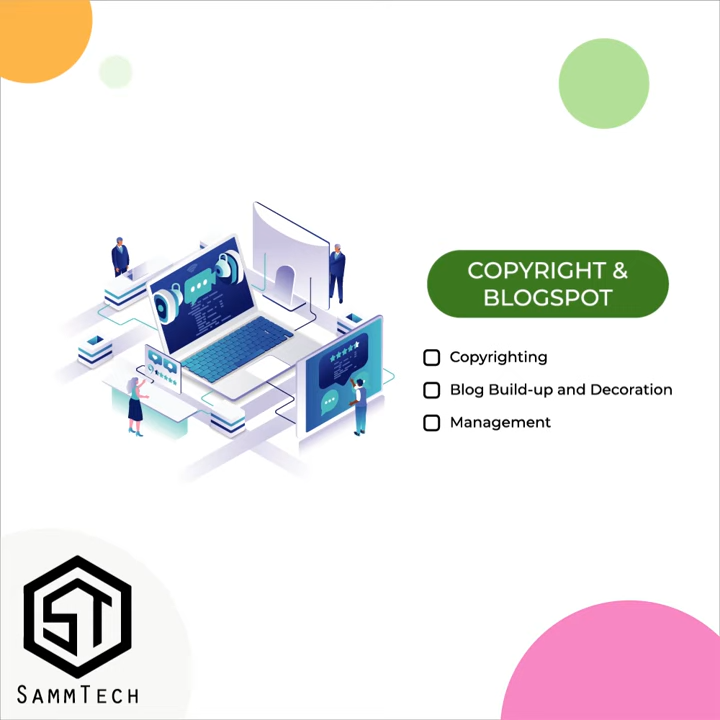 COPYRIGHT &
BLOGSPOT
Copyrighting
Blog Build-up and Decoration
Management
ST
SAMMTECH